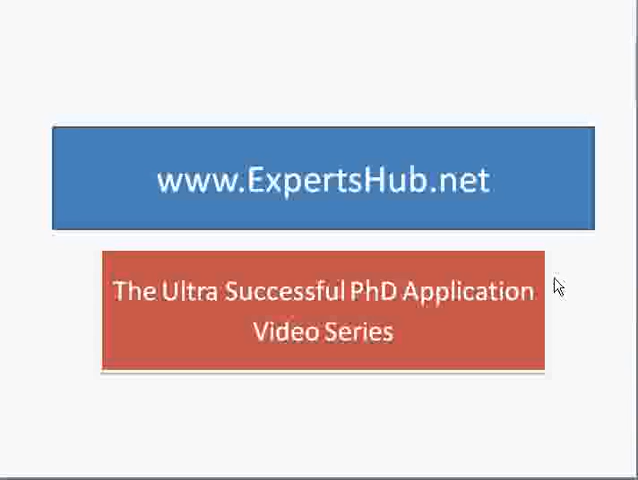 www.ExpertsHub.net
The Ultra Successful PhD Application
Video Series